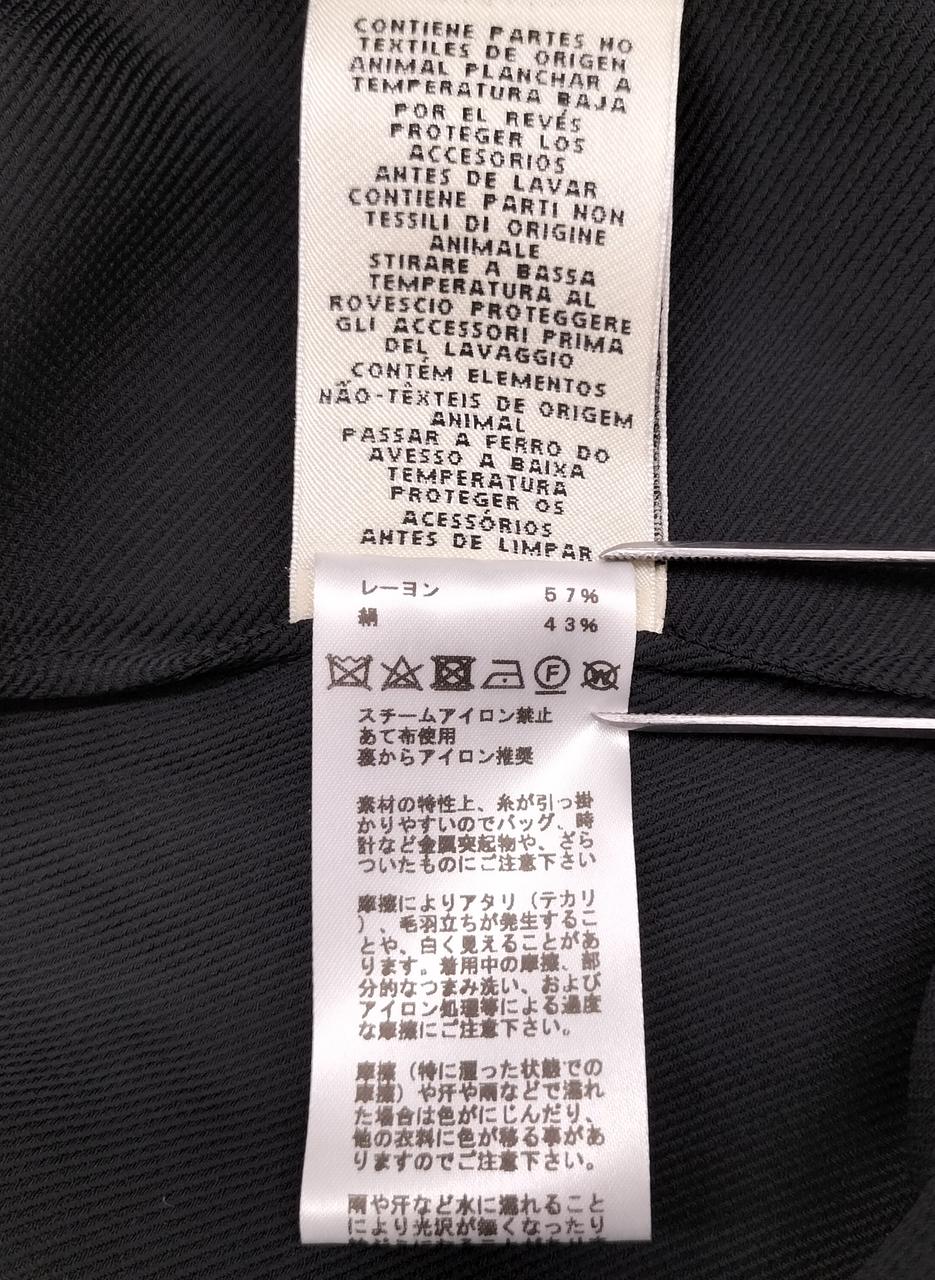 CONTIENE PARTES NO
TEXTILES DE ORIGEN
ANIMAL PLANCHAR A
TEMPERATURA BAJA
POR EL REVÉS
PROTEGER LOS
ACCESORIOS
ANTES DE LAVAR
CONTIENE PARTI NON
TESSILI DI ORIGINE
ANIMALE
STIRARE A BASSA
TEMPERATURA AL
ROVESCIO PROTEGGERE
GLI ACCESSORI PRIMA
DEL LAVAGGIO
CONTÉM ELEMENTOS
NÃO-TÊXTEIS DE ORIGEM
ANIMAL
PASSAR A FERRO DO
AVESSO A BAIXA
TEMPERATURA
PROTEGER OS
ACESSÓRIOS
ANTES DE LIMPAR
レーヨン 57%
絹 43%
F W
スチームアイロン禁止
あて布使用
裏からアイロン推奨
素材の特性上、糸が引っ掛
かりやすいのでバッグ、時
計など金属突起物や、ざら
ついたものにご注意下さい
摩擦によりアタリ（テカリ
）、毛羽立ちが発生するこ
とや、白く見えることがあ
ります。着用中の摩擦、部
分的なつまみ洗い、および
アイロン処理等による過度
な摩擦にご注意下さい。
摩擦（特に湿った状態での
摩擦）や汗や雨などで濡れ
た場合は色がにじんだり、
他の衣料に色が移る事があ
りますのでご注意下さい。
雨や汗など水に濡れること
により光沢が無くなったり